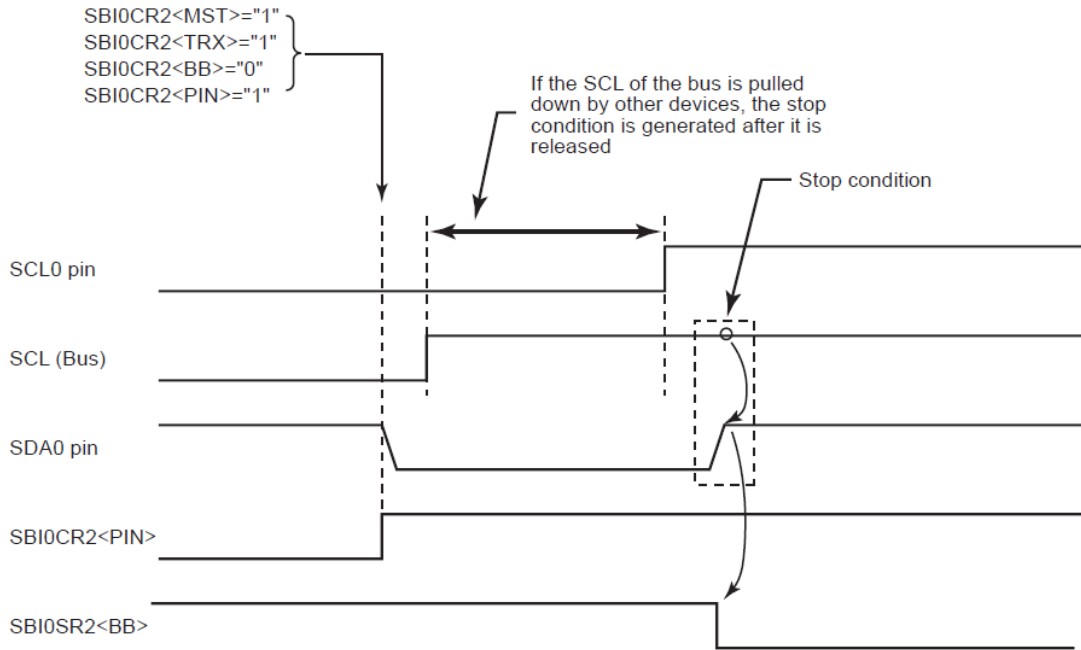 SBI0CR2<MST>="1"
SBI0CR2<TRX>="1"
SBI0CR2<BB>="0"
SBI0CR2<PIN>="1"
If the SCL of the bus is pulled
down by other devices, the stop
condition is generated after it is
released
Stop condition
SCL0 pin
SCL (Bus)
SDA0 pin
SBI0CR2<PIN>
SBI0SR2<BB>